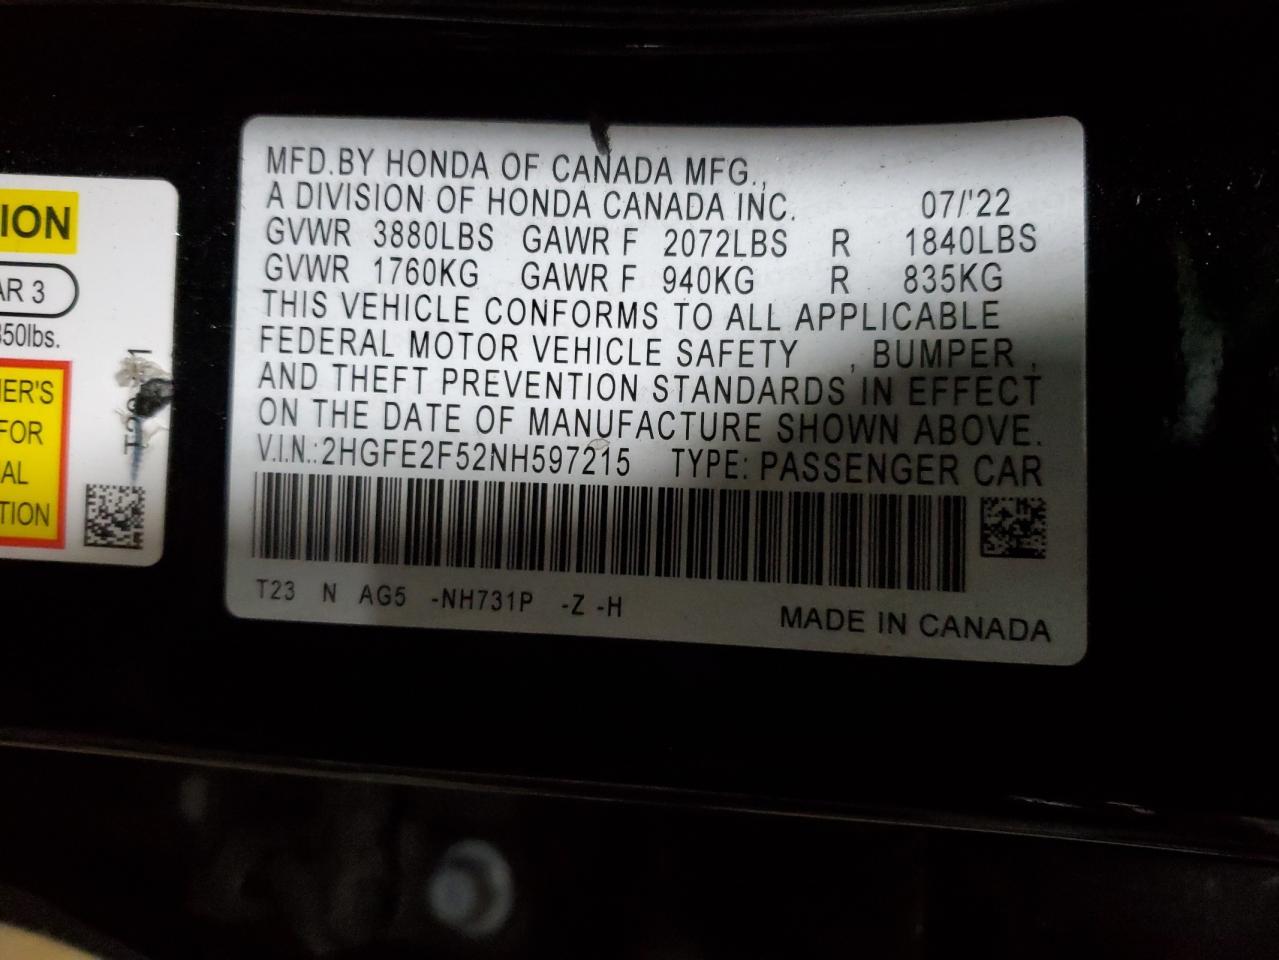 MFD.BY HONDA OF CANADA MFG.,
A DIVISION OF HONDA CANADA INC. 07/'22
GVWR 3880LBS GAWR F 2072LBS R 1840LBS
GVWR 1760KG GAWR F 940KG R 835KG
THIS VEHICLE CONFORMS TO ALL APPLICABLE
FEDERAL MOTOR VEHICLE SAFETY , BUMPER ,
AND THEFT PREVENTION STANDARDS IN EFFECT
ON THE DATE OF MANUFACTURE SHOWN ABOVE.
V.I.N.:2HGFE2F52NH597215 TYPE: PASSENGER CAR
T23 N AG5 -NH731P -Z -H
MADE IN CANADA
ION
AR 3
350lbs.
ER'S
FOR
AL
TION